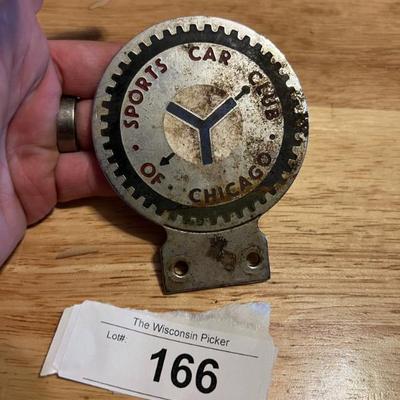 SPORTS CAR CLUB
· OF · CHICAGO ·
The Wisconsin Picker
Lot#:
166